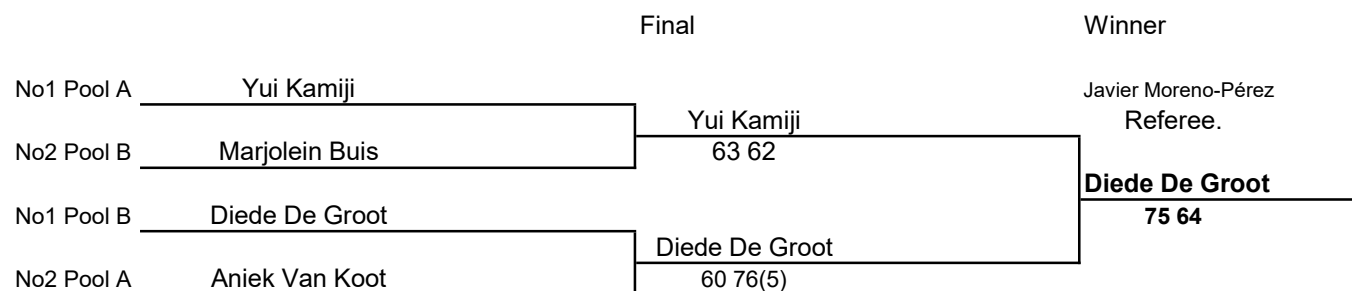 Final Winner
No1 Pool A Yui Kamiji
Javier Moreno-Pérez
Yui Kamiji
Referee.
No2 Pool B Marjolein Buis
63 62
Diede De Groot
No1 Pool B Diede De Groot
75 64
Diede De Groot
No2 Pool A Aniek Van Koot
60 76(5)